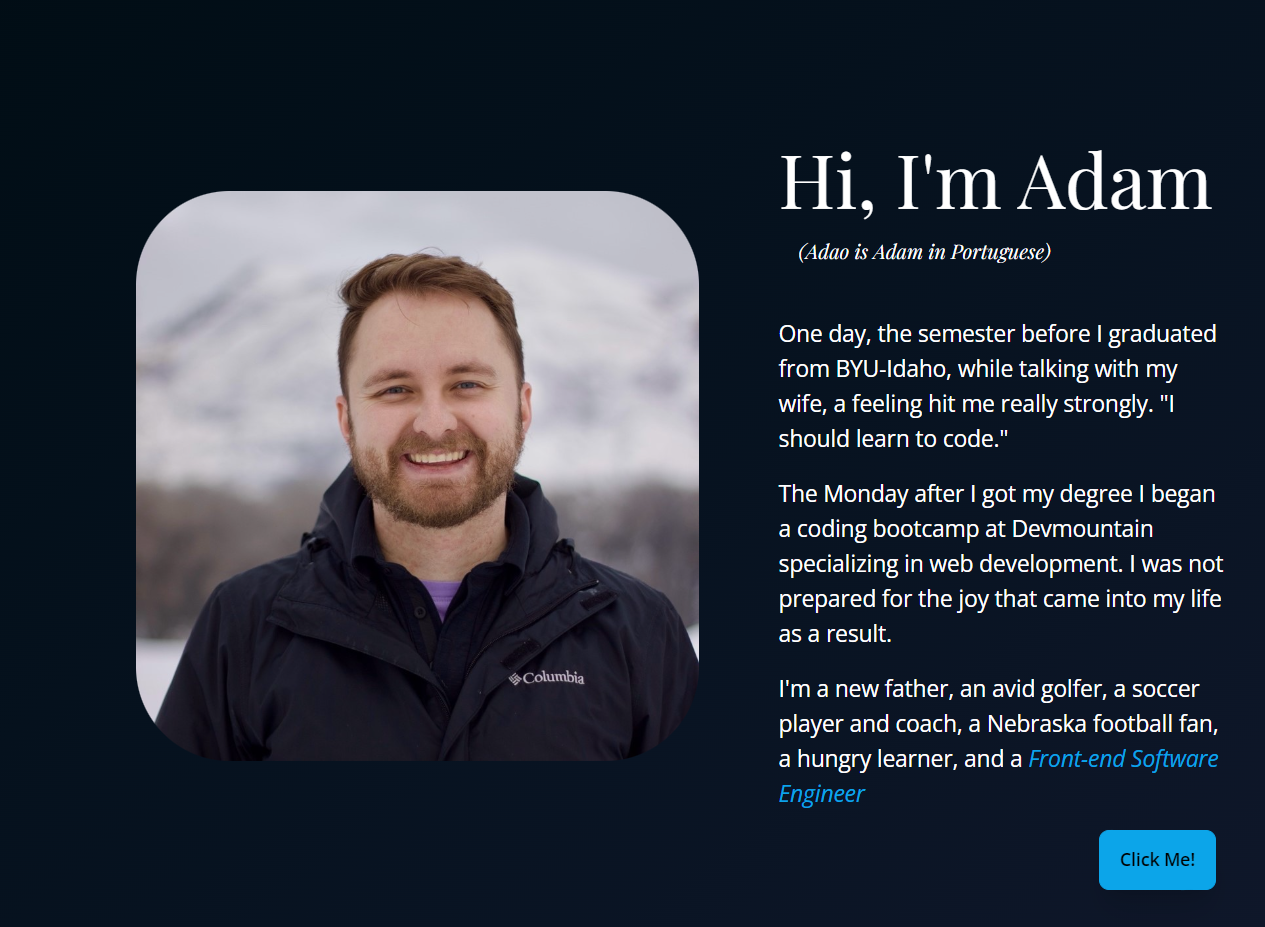 Hi, I'm Adam
(Adao is Adam in Portuguese)
One day, the semester before I graduated
from BYU-Idaho, while talking with my
wife, a feeling hit me really strongly. "I
should learn to code."
The Monday after I got my degree I began
a coding bootcamp at Devmountain
specializing in web development. I was not
prepared for the joy that came into my life
as a result.
I'm a new father, an avid golfer, a soccer
player and coach, a Nebraska football fan,
a hungry learner, and a Front-end Software
Engineer
Click Me!
Columbia